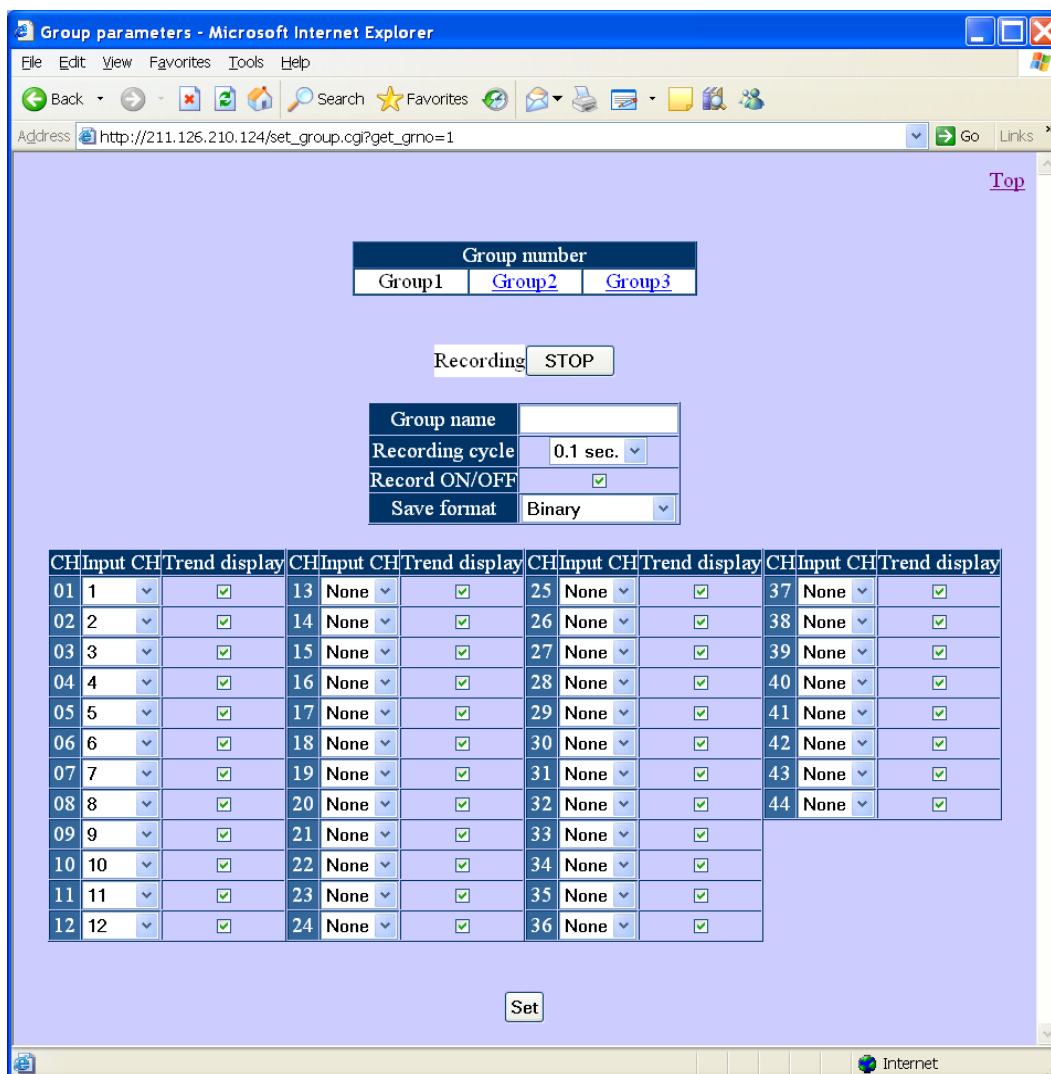 Group parameters - Microsoft Internet Explorer
File Edit View Favorites Tools Help
Back Search Favorites
Address http://211.126.210.124/set_group.cgi?get_grno=1 Go Links »
Top
Group number
Group1 Group2 Group3
Recording STOP
Group name
Recording cycle 0.1 sec.
Record ON/OFF
Save format Binary
CH Input CH Trend display CH Input CH Trend display CH Input CH Trend display CH Input CH Trend display
01 1 13 None 25 None 37 None
02 2 14 None 26 None 38 None
03 3 15 None 27 None 39 None
04 4 16 None 28 None 40 None
05 5 17 None 29 None 41 None
06 6 18 None 30 None 42 None
07 7 19 None 31 None 43 None
08 8 20 None 32 None 44 None
09 9 21 None 33 None
10 10 22 None 34 None
11 11 23 None 35 None
12 12 24 None 36 None
Set
Internet